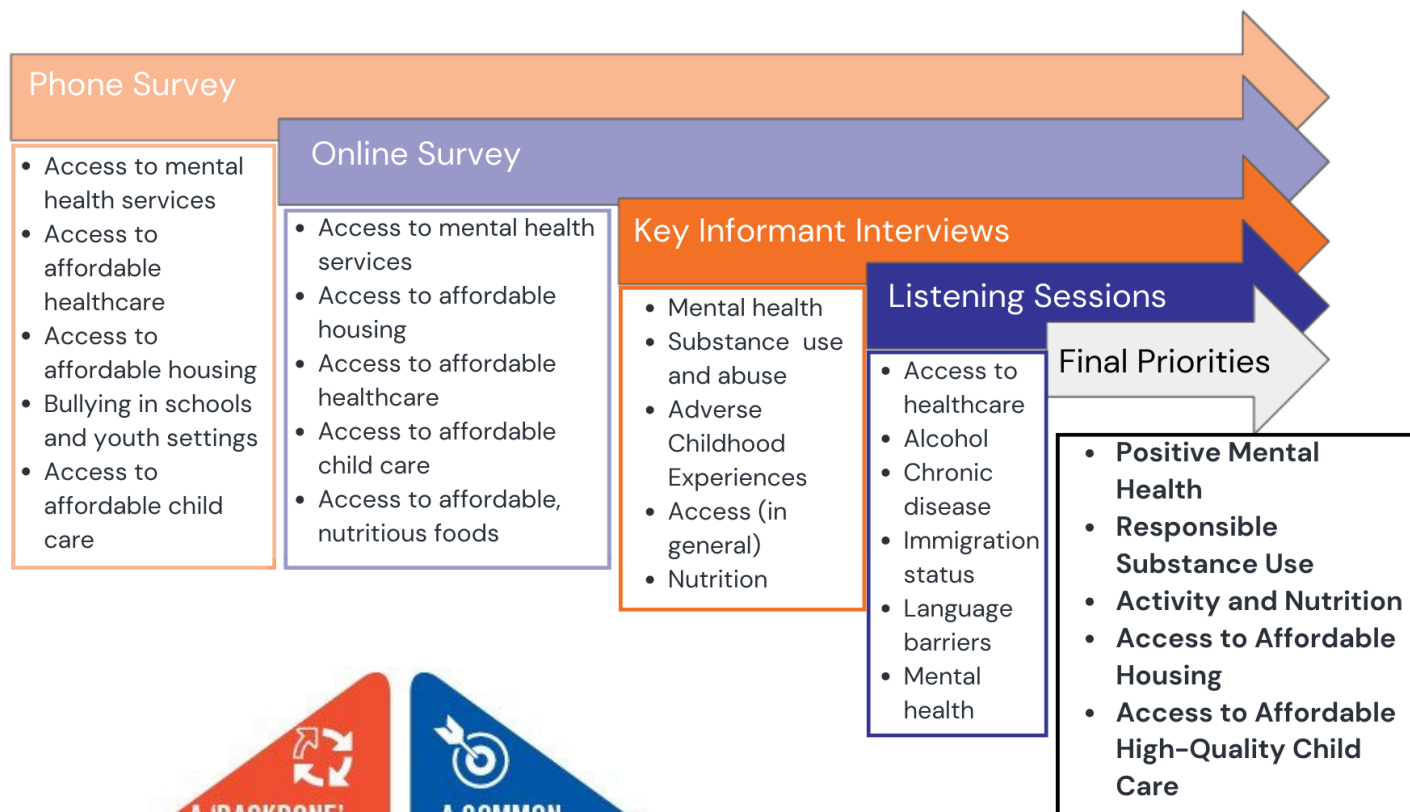 Phone Survey
• Access to mental
health services
• Access to
affordable
healthcare
• Access to
affordable housing
• Bullying in schools
and youth settings
• Access to
affordable child
care
Online Survey
• Access to mental health
services
• Access to affordable
housing
• Access to affordable
healthcare
• Access to affordable
child care
• Access to affordable,
nutritious foods
Key Informant Interviews
• Mental health
• Substance use
and abuse
• Adverse
Childhood
Experiences
• Access (in
general)
• Nutrition
Listening Sessions
• Access to
healthcare
• Alcohol
• Chronic
disease
• Immigration
status
• Language
barriers
• Mental
health
Final Priorities
• Positive Mental
Health
• Responsible
Substance Use
• Activity and Nutrition
• Access to Affordable
Housing
• Access to Affordable
High-Quality Child
Care
A 'BACKBONE'
A COMMON